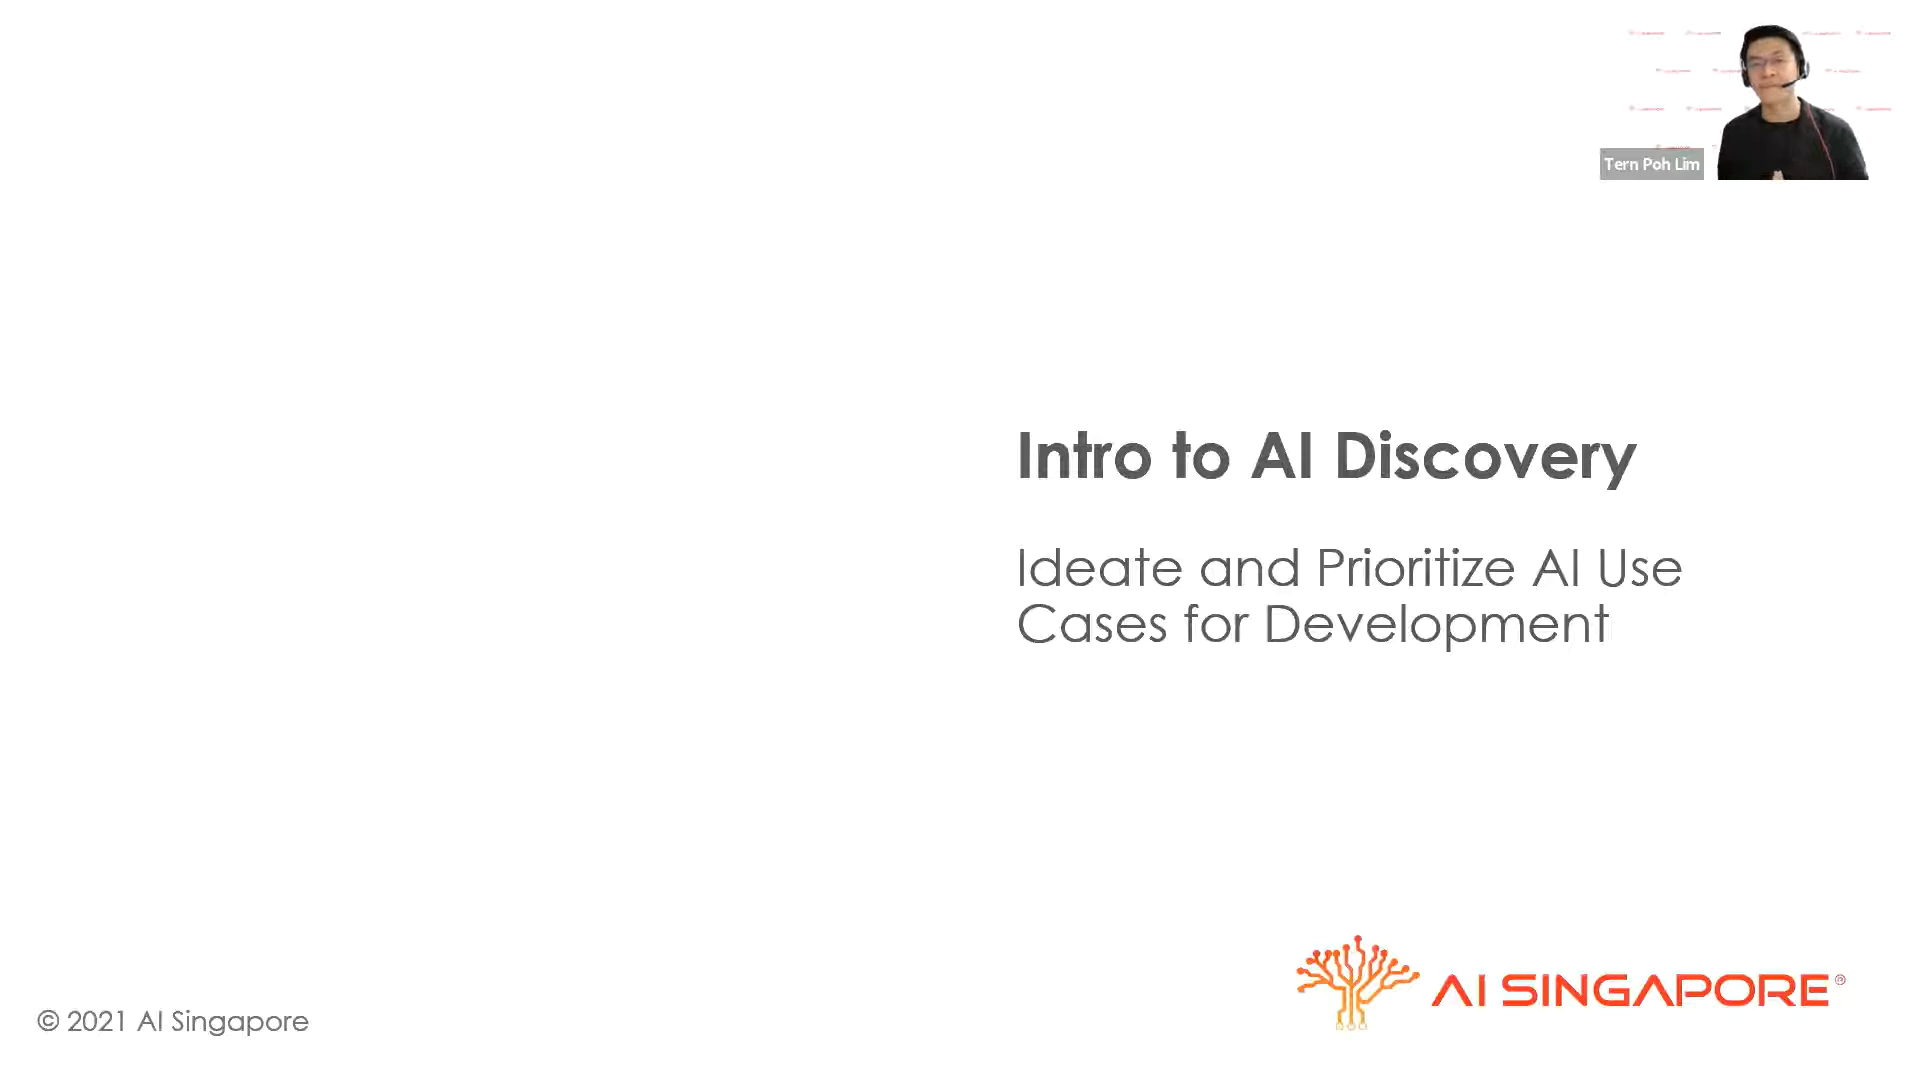 Tern Poh Lim
Intro to AI Discovery
Ideate and Prioritize AI Use
Cases for Development
AI SINGAPORE®
© 2021 AI Singapore